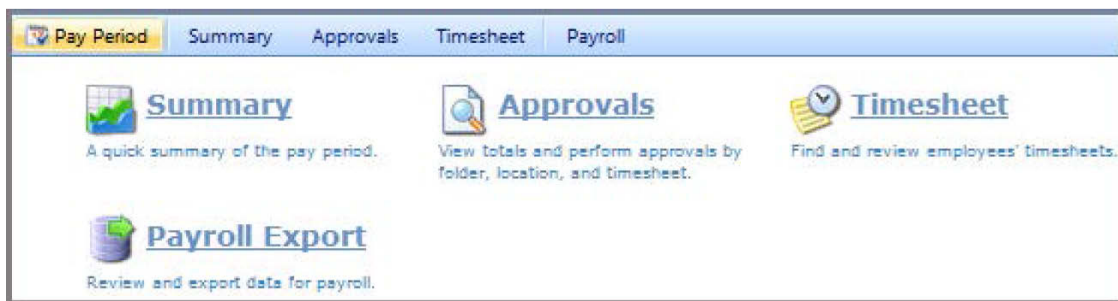 Pay Period Summary Approvals Timesheet Payroll
Summary Approvals Timesheet
A quick summary of the pay period. View totals and perform approvals by Find and review employees' timesheets.
folder, location, and timesheet.
Payroll Export
Review and export data for payroll.